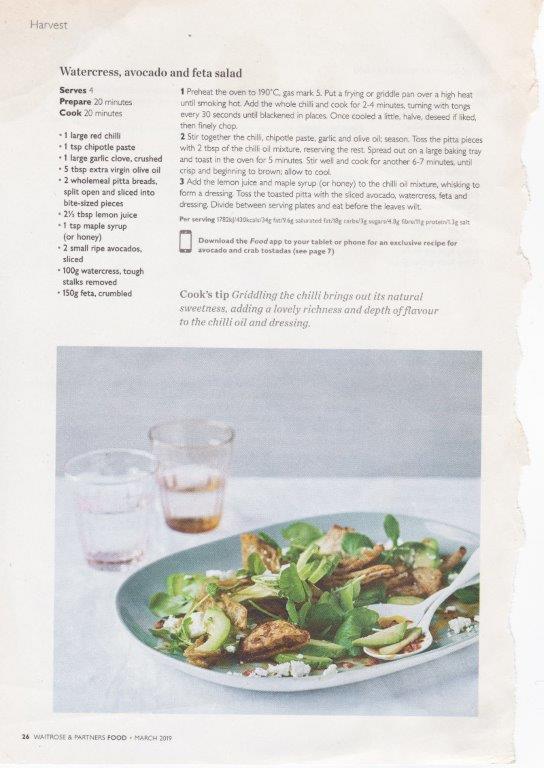 Harvest
Watercress, avocado and feta salad
Serves 4
Prepare 20 minutes
Cook 20 minutes
• 1 large red chilli
• 1 tsp chipotle paste
• 1 large garlic clove, crushed
• 5 tbsp extra virgin olive oil
• 2 wholemeal pitta breads,
split open and sliced into
bite-sized pieces
• 2½ tbsp lemon juice
• 1 tsp maple syrup
(or honey)
• 2 small ripe avocados,
sliced
• 100g watercress, tough
stalks removed
• 150g feta, crumbled
1 Preheat the oven to 190°C, gas mark 5. Put a frying or griddle pan over a high heat
until smoking hot. Add the whole chilli and cook for 2-4 minutes, turning with tongs
every 30 seconds until blackened in places. Once cooled a little, halve, deseed if liked,
then finely chop.
2 Stir together the chilli, chipotle paste, garlic and olive oil; season. Toss the pitta pieces
with 2 tbsp of the chilli oil mixture, reserving the rest. Spread out on a large baking tray
and toast in the oven for 5 minutes. Stir well and cook for another 6-7 minutes, until
crisp and beginning to brown; allow to cool.
3 Add the lemon juice and maple syrup (or honey) to the chilli oil mixture, whisking to
form a dressing. Toss the toasted pitta with the sliced avocado, watercress, feta and
dressing. Divide between serving plates and eat before the leaves wilt.
Per serving 1782kJ/430kcals/34g fat/9.6g saturated fat/18g carbs/3g sugars/4.8g fibre/11g protein/1.3g salt
Download the Food app to your tablet or phone for an exclusive recipe for
avocado and crab tostadas (see page 7)
Cook's tip Griddling the chilli brings out its natural
sweetness, adding a lovely richness and depth of flavour
to the chilli oil and dressing.
26 WAITROSE & PARTNERS FOOD • MARCH 2019